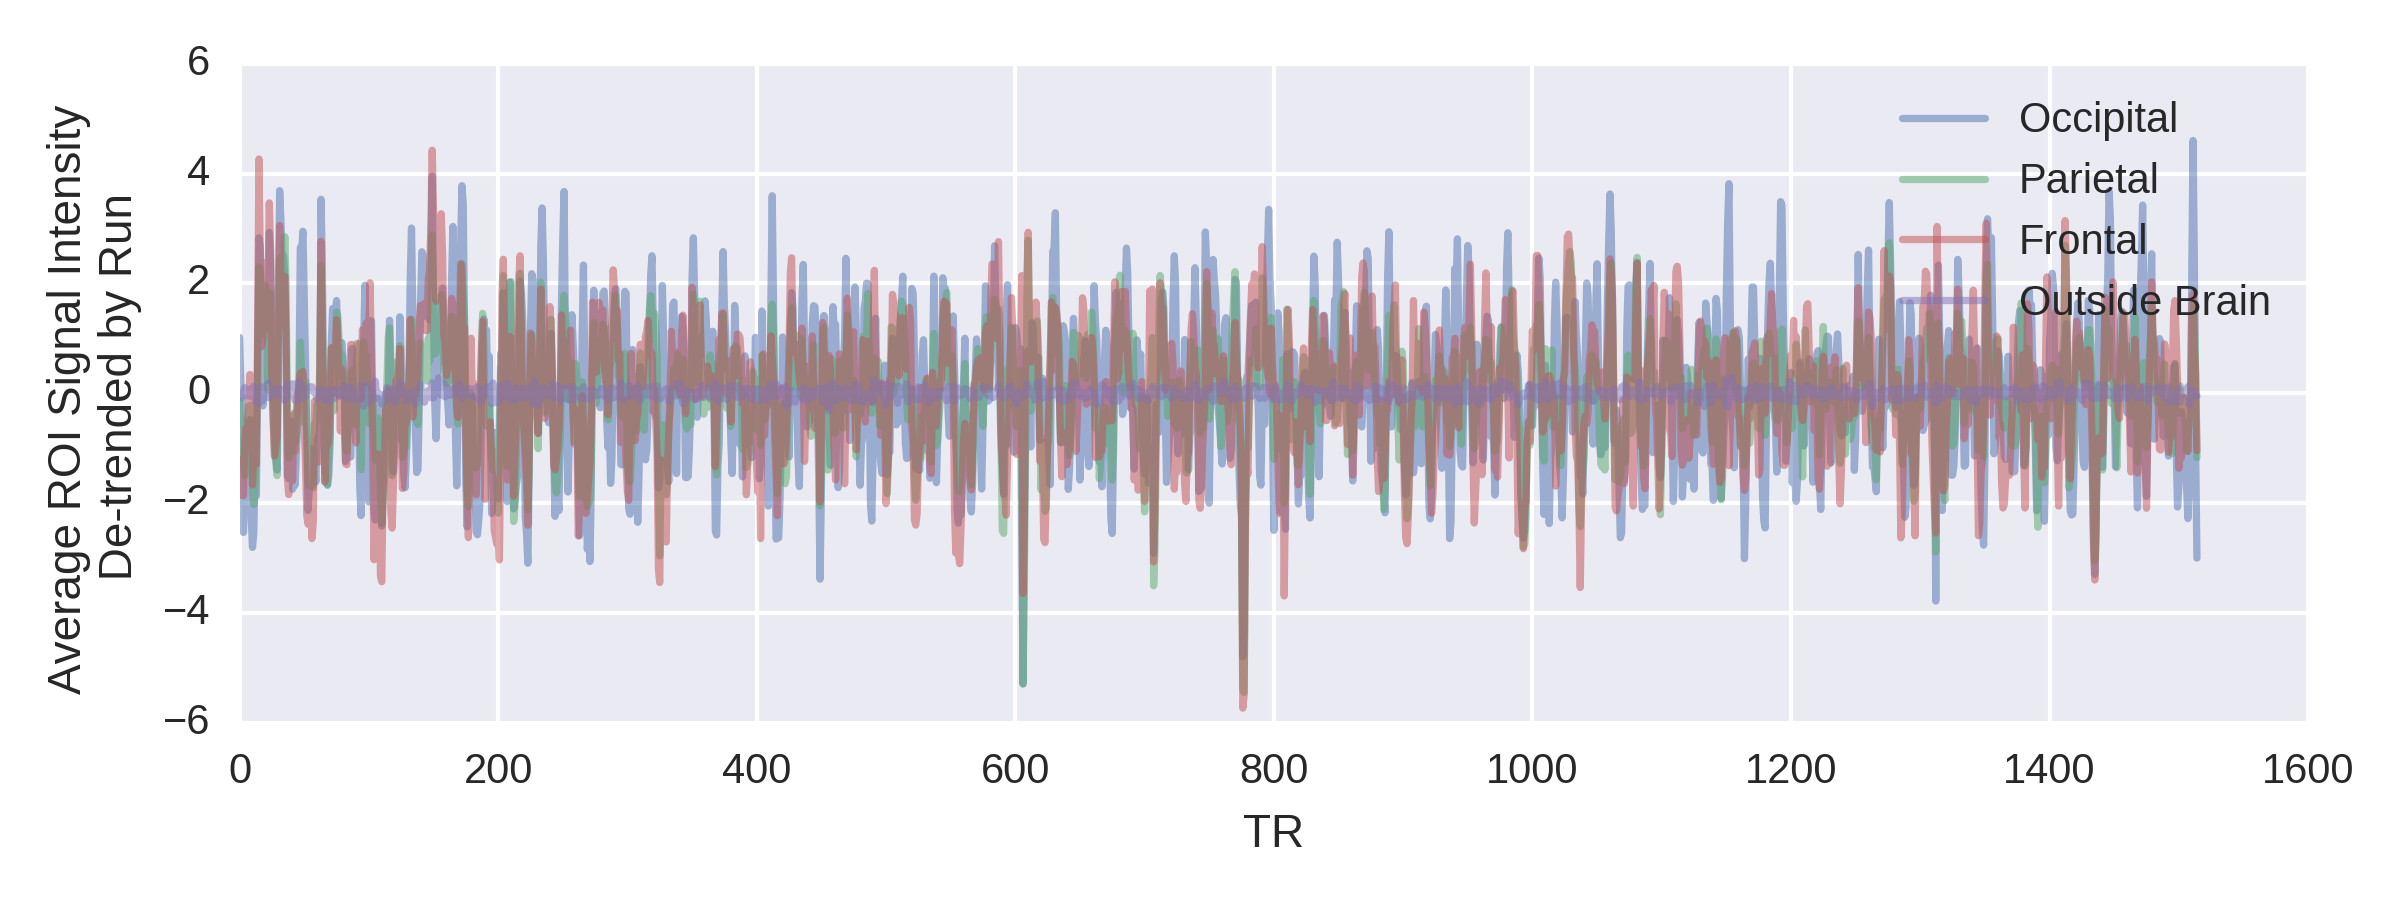 6
4
2
0
−2
−4
−6
Average ROI Signal Intensity
De-trended by Run
Occipital
Parietal
Frontal
Outside Brain
0 200 400 600 800 1000 1200 1400 1600
TR